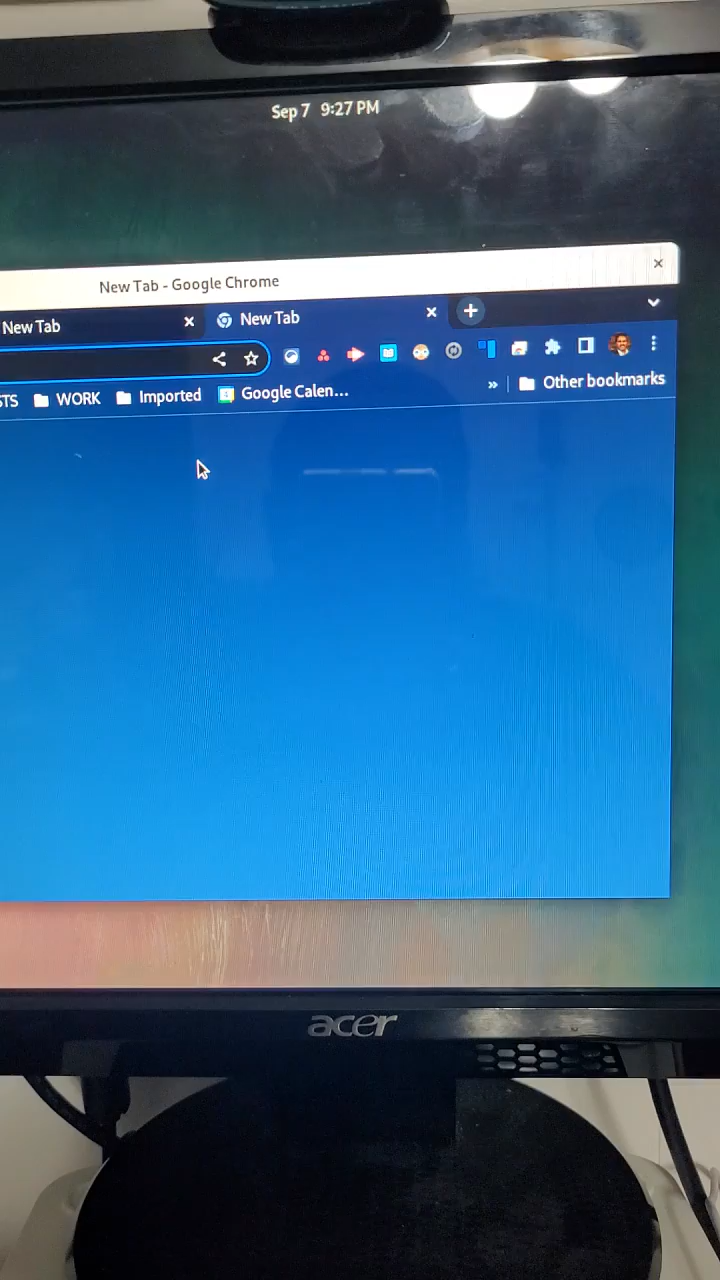 Sep 7 9:27 PM
New Tab - Google Chrome
New Tab
New Tab
STS
WORK
Imported
Google Calen...
Other bookmarks
acer